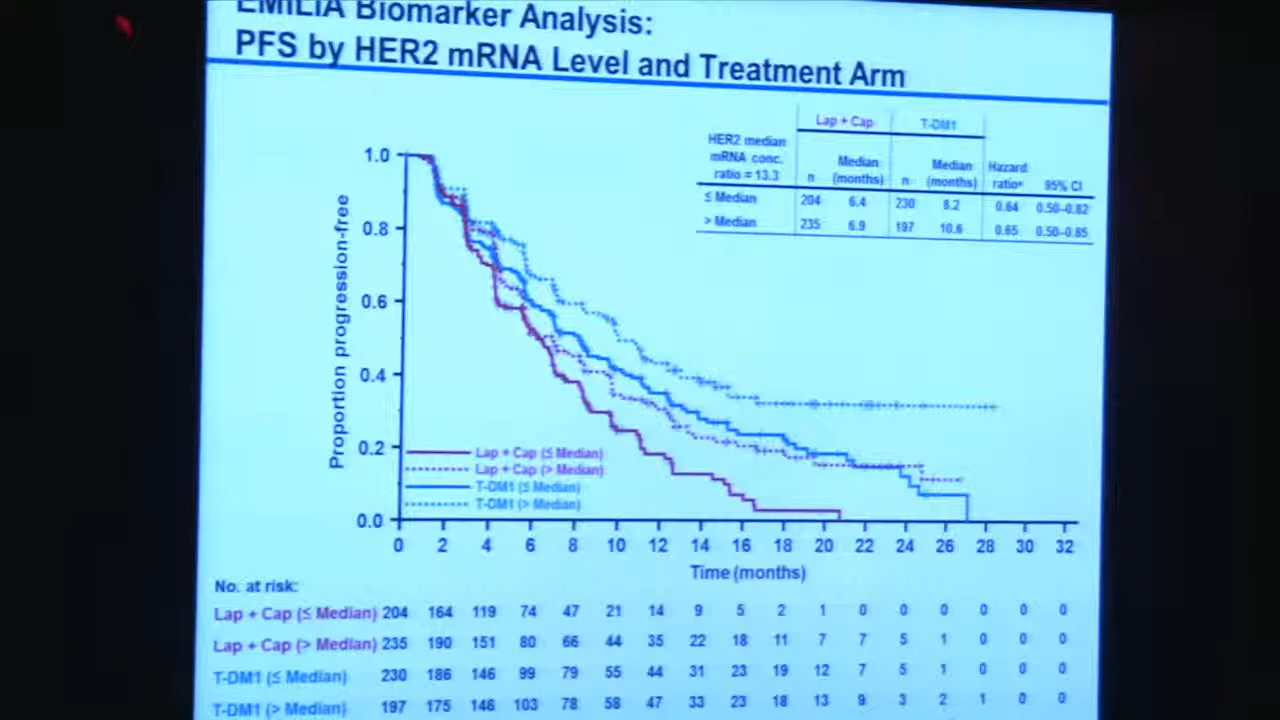 EMILIA Biomarker Analysis:
PFS by HER2 mRNA Level and Treatment Arm
Lap + Cap T-DM1
HER2 median
mRNA conc.
ratio = 13.3
n Median (months) n Median (months) Hazard ratio* 95% CI
≤ Median 204 6.4 230 8.2 0.64 0.50–0.82
> Median 235 6.9 197 10.6 0.65 0.50–0.85
Proportion progression-free
1.0
0.8
0.6
0.4
0.2
0.0
Lap + Cap (≤ Median)
Lap + Cap (> Median)
T-DM1 (≤ Median)
T-DM1 (> Median)
0 2 4 6 8 10 12 14 16 18 20 22 24 26 28 30 32
Time (months)
No. at risk:
Lap + Cap (≤ Median) 204 164 119 74 47 21 14 9 5 2 1 0 0 0 0 0 0
Lap + Cap (> Median) 235 190 151 80 66 44 35 22 18 11 7 7 5 1 0 0 0
T-DM1 (≤ Median) 230 186 146 99 79 55 44 31 23 19 12 7 5 1 0 0 0
T-DM1 (> Median) 197 175 146 103 78 58 47 33 23 18 13 9 3 2 1 0 0